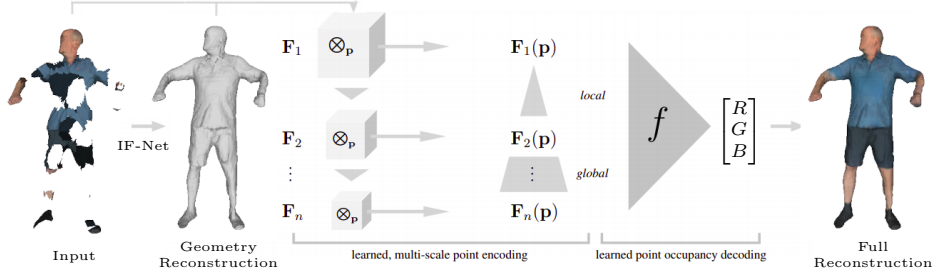 F₁ ⊗ₚ F₁(p)
local
F₂ ⊗ₚ F₂(p)
global
⋮ ⋮
Fₙ ⊗ₚ Fₙ(p)
f
R
G
B
IF-Net
Input
Geometry
Reconstruction
learned, multi-scale point encoding
learned point occupancy decoding
Full
Reconstruction